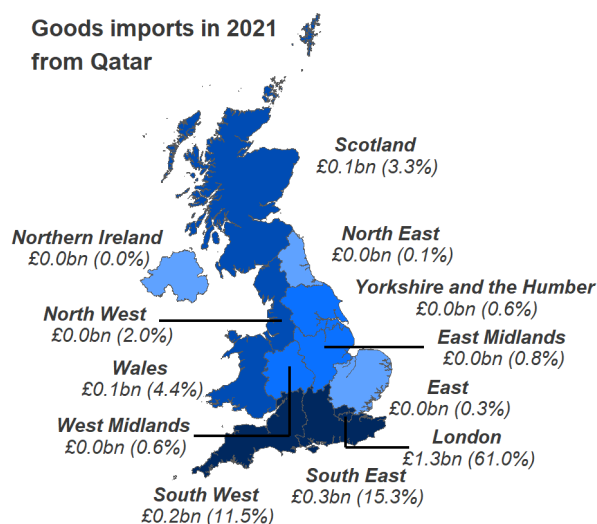 Goods imports in 2021
from Qatar
Scotland
£0.1bn (3.3%)
Northern Ireland
£0.0bn (0.0%)
North East
£0.0bn (0.1%)
Yorkshire and the Humber
£0.0bn (0.6%)
North West
£0.0bn (2.0%)
East Midlands
£0.0bn (0.8%)
Wales
£0.1bn (4.4%)
East
£0.0bn (0.3%)
West Midlands
£0.0bn (0.6%)
London
£1.3bn (61.0%)
South East
£0.3bn (15.3%)
South West
£0.2bn (11.5%)